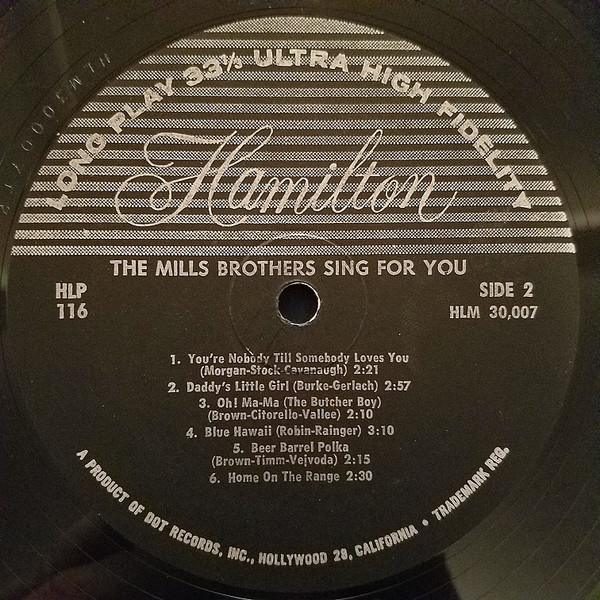 LONG PLAY 33⅓ ULTRA HIGH FIDELITY
Hamilton
THE MILLS BROTHERS SING FOR YOU
HLP
116
SIDE 2
HLM 30,007
1. You're Nobody Till Somebody Loves You
(Morgan-Stock-Cavanaugh) 2:21
2. Daddy's Little Girl (Burke-Gerlach) 2:57
3. Oh! Ma-Ma (The Butcher Boy)
(Brown-Citorello-Vallee) 2:10
4. Blue Hawaii (Robin-Rainger) 3:10
5. Beer Barrel Polka
(Brown-Timm-Vejvoda) 2:15
6. Home On The Range 2:30
A PRODUCT OF DOT RECORDS, INC., HOLLYWOOD 28, CALIFORNIA • TRADEMARK REG.